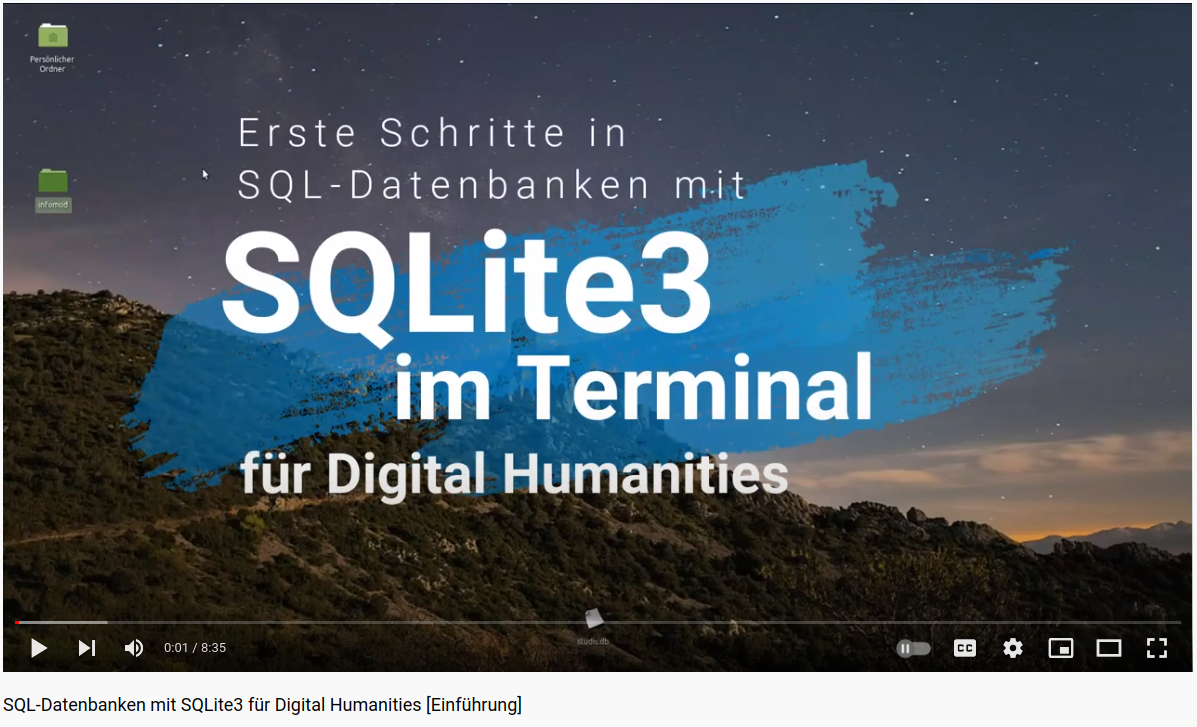 Persönlicher
Ordner
infomod
Erste Schritte in
SQL-Datenbanken mit
SQLite3
im Terminal
für Digital Humanities
studis.db
0:01 / 8:35
CC
SQL-Datenbanken mit SQLite3 für Digital Humanities [Einführung]